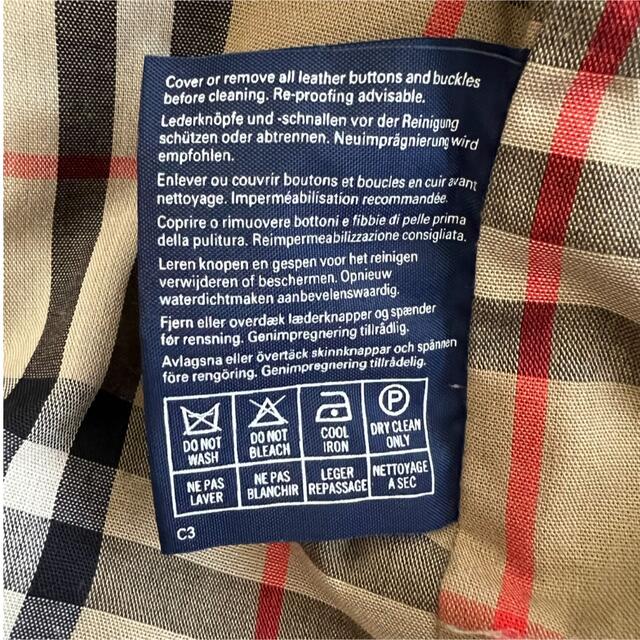 Cover or remove all leather buttons and buckles
before cleaning. Re-proofing advisable.
Lederknöpfe und -schnallen vor der Reinigung
schützen oder abtrennen. Neuimprägnierung wird
empfohlen.
Enlever ou couvrir boutons et boucles en cuir avant
nettoyage. Imperméabilisation recommandée.
Coprire o rimuovere bottoni e fibbie di pelle prima
della pulitura. Reimpermeabilizzazione consigliata.
Leren knopen en gespen voor het reinigen
verwijderen of beschermen. Opnieuw
waterdichtmaken aanbevelenswaardig.
Fjern eller overdæk læderknapper og spænder
før rensning. Genimpregnering tillrådlig.
Avlagsna eller övertäck skinnknappar och spännen
före rengöring. Genimpregnering tillrådelig.
P
DO NOT WASH DO NOT BLEACH COOL IRON DRY CLEAN ONLY
NE PAS LAVER NE PAS BLANCHIR LEGER REPASSAGE NETTOYAGE A SEC
C3